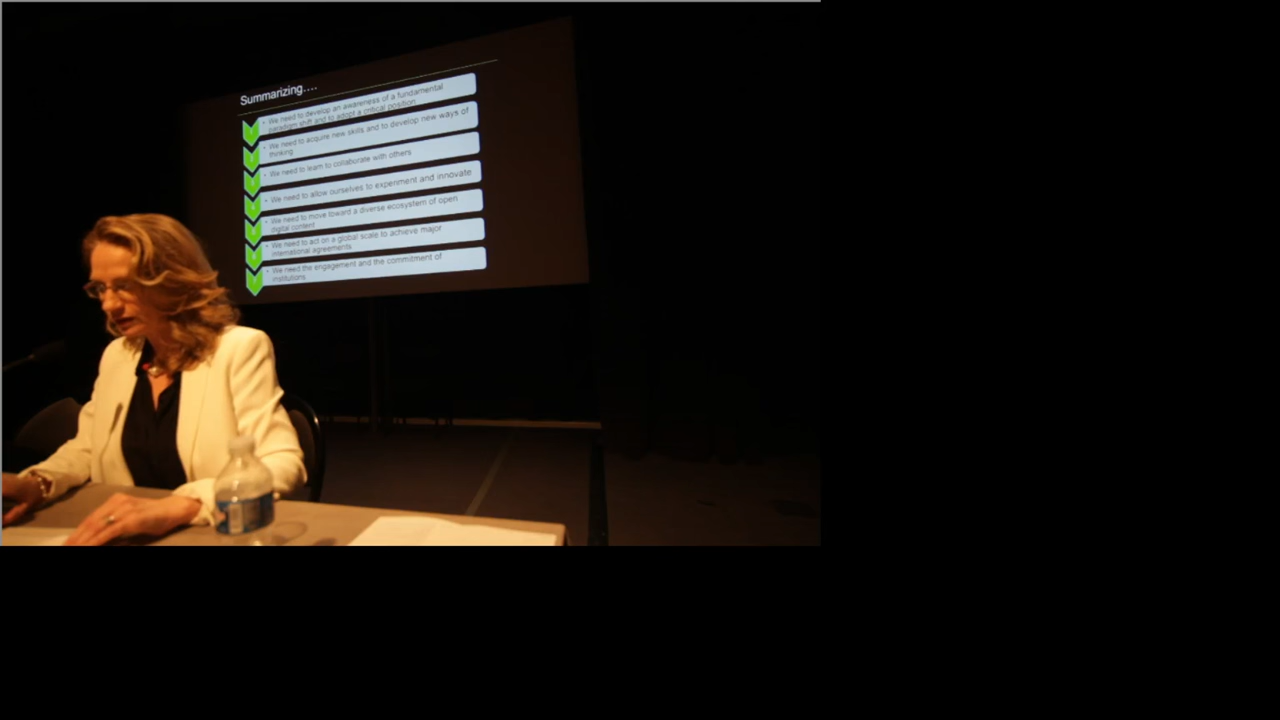 Summarizing....
• We need to develop an awareness of a fundamental
paradigm shift and to adopt a critical position
• We need to acquire new skills and to develop new ways of
thinking
• We need to learn to collaborate with others
• We need to allow ourselves to experiment and innovate
• We need to move toward a diverse ecosystem of open
digital content
• We need to act on a global scale to achieve major
international agreements
• We need the engagement and the commitment of
institutions